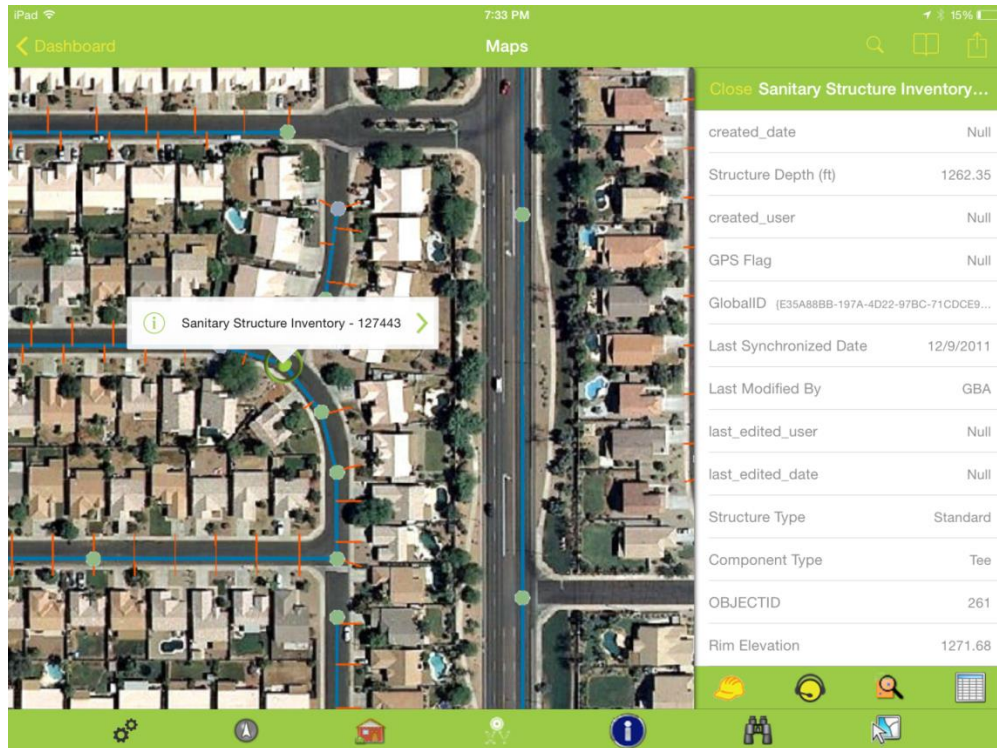 iPad 7:33 PM 15%
Dashboard Maps
Close Sanitary Structure Inventory...
created_date Null
Structure Depth (ft) 1262.35
created_user Null
GPS Flag Null
GlobalID {E35A88BB-197A-4D22-97BC-71CDCE9...
Sanitary Structure Inventory - 127443
Last Synchronized Date 12/9/2011
Last Modified By GBA
last_edited_user Null
last_edited_date Null
Structure Type Standard
Component Type Tee
OBJECTID 261
Rim Elevation 1271.68